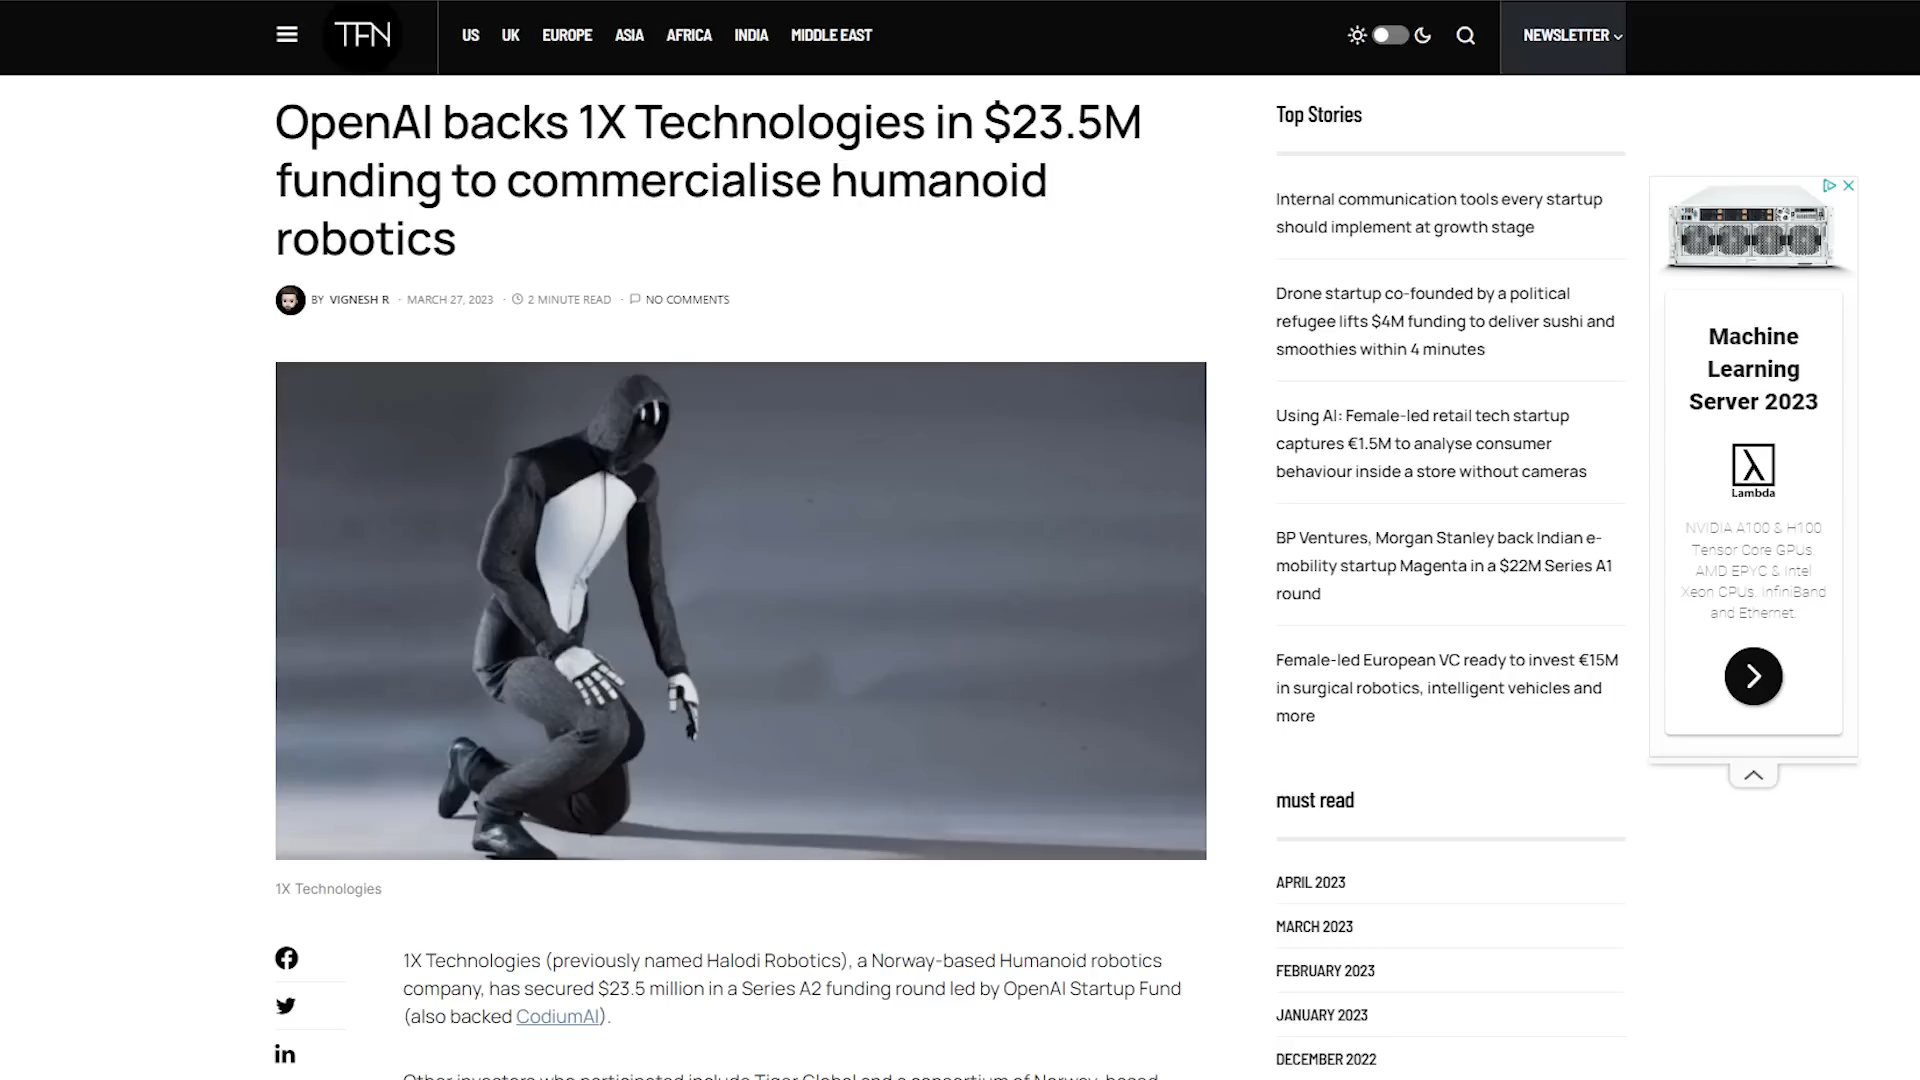 TFN
US UK EUROPE ASIA AFRICA INDIA MIDDLE EAST
NEWSLETTER
OpenAI backs 1X Technologies in $23.5M
funding to commercialise humanoid
robotics
BY VIGNESH R · MARCH 27, 2023 · 2 MINUTE READ · NO COMMENTS
1X Technologies
1X Technologies (previously named Halodi Robotics), a Norway-based Humanoid robotics
company, has secured $23.5 million in a Series A2 funding round led by OpenAI Startup Fund
(also backed CodiumAI).
Other investors who participated include Tiger Global and a consortium of Norway-based
Top Stories
Internal communication tools every startup
should implement at growth stage
Drone startup co-founded by a political
refugee lifts $4M funding to deliver sushi and
smoothies within 4 minutes
Using AI: Female-led retail tech startup
captures €1.5M to analyse consumer
behaviour inside a store without cameras
BP Ventures, Morgan Stanley back Indian e-
mobility startup Magenta in a $22M Series A1
round
Female-led European VC ready to invest €15M
in surgical robotics, intelligent vehicles and
more
must read
APRIL 2023
MARCH 2023
FEBRUARY 2023
JANUARY 2023
DECEMBER 2022
Machine
Learning
Server 2023
Lambda
NVIDIA A100 & H100
Tensor Core GPUs.
AMD EPYC & Intel
Xeon CPUs. InfiniBand
and Ethernet.